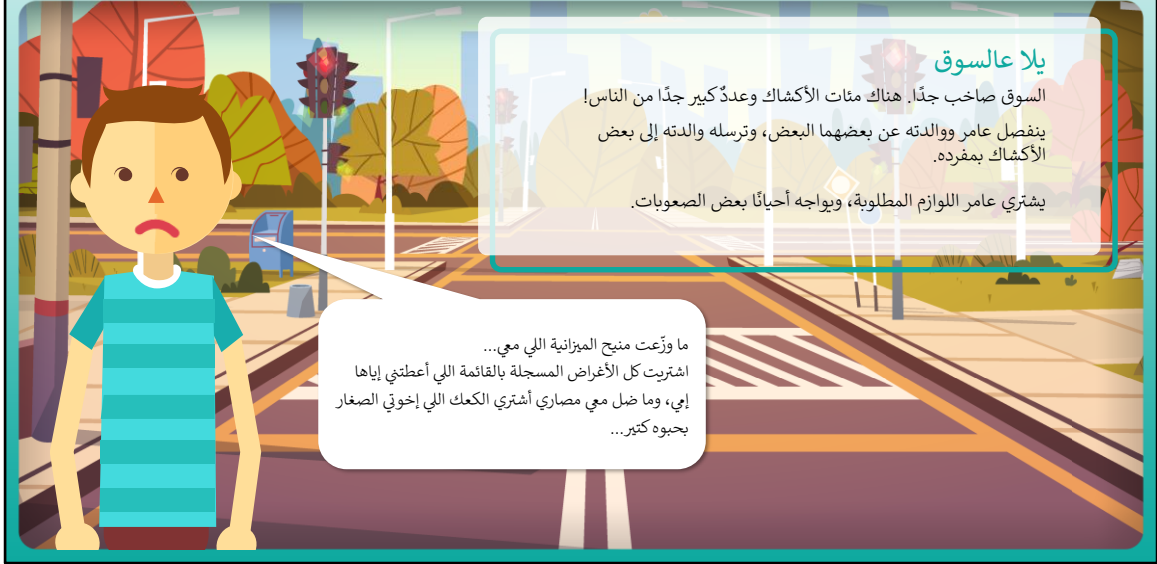 يلا عالسوق
السوق صاخب جدًا. هناك مئات الأكشاك وعددٌ كبير جدًا من الناس!
ينفصل عامر ووالدته عن بعضهما البعض، وترسله والدته إلى بعض
الأكشاك بمفرده.
يشتري عامر اللوازم المطلوبة، ويواجه أحيانًا بعض الصعوبات.
ما وزّعت منيح الميزانية اللي معي...
اشتريت كل الأغراض المسجلة بالقائمة اللي أعطتني إياها
إمي، وما ضل معي مصاري أشتري الكعك اللي إخوتي الصغار
بحبوه كتير...